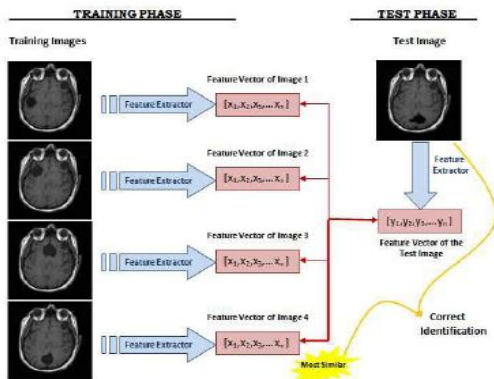 TRAINING PHASE
TEST PHASE
Training Images
Test Image
Feature Vector of Image 1
Feature Extractor
[x₁,x₂,x₃,...xₙ]
Feature Vector of Image 2
Feature Extractor
[x₁,x₂,x₃,...xₙ]
Feature Extractor
[y₁,y₂,y₃,...yₙ]
Feature Vector of the
Test Image
Feature Vector of Image 3
Feature Extractor
[x₁,x₂,x₃,...xₙ]
Feature Vector of Image 4
Feature Extractor
[x₁,x₂,x₃,...xₙ]
Correct
Identification
Most Similar